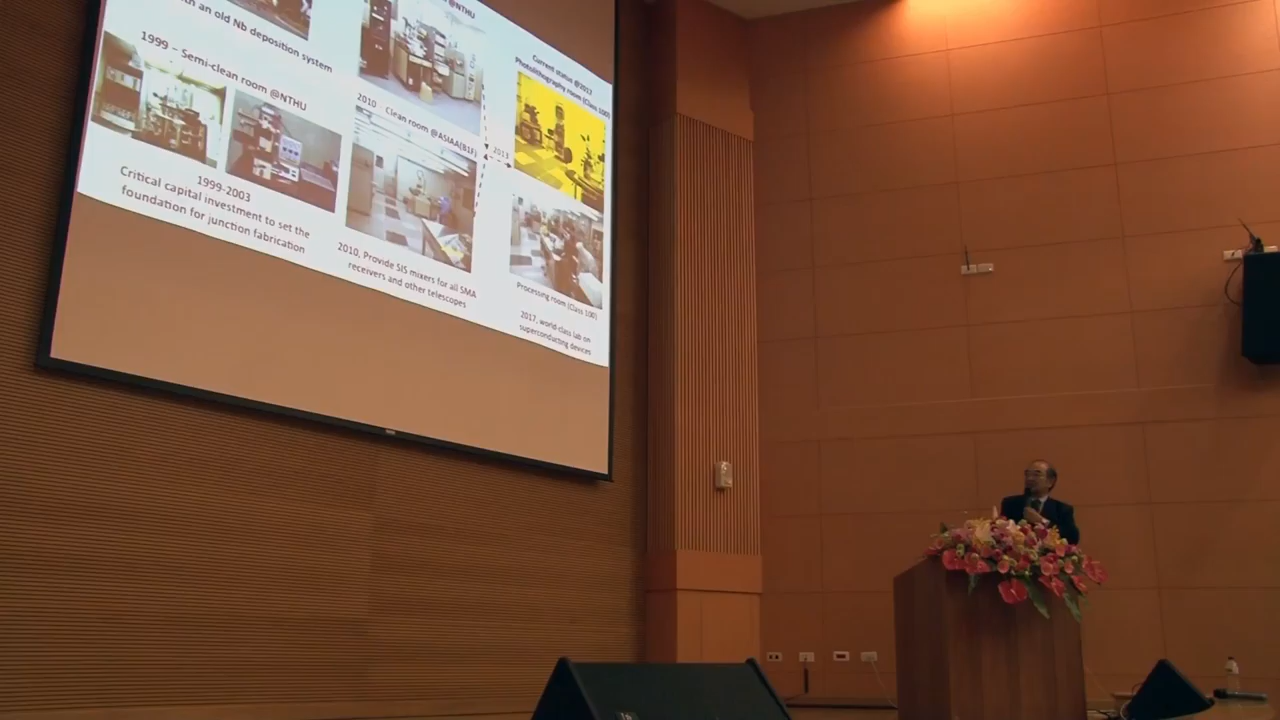 with an old Nb deposition system
1999 – Semi-clean room @NTHU
1999-2003
Critical capital investment to set the
foundation for junction fabrication
@NTHU
2010 – Clean room @ASIAA(B1F)
2010, Provide SIS mixers for all SMA
receivers and other telescopes
2013
Current status @2017
Photolithography room (Class 100)
Processing room (Class 100)
2017, world-class lab on
superconducting devices